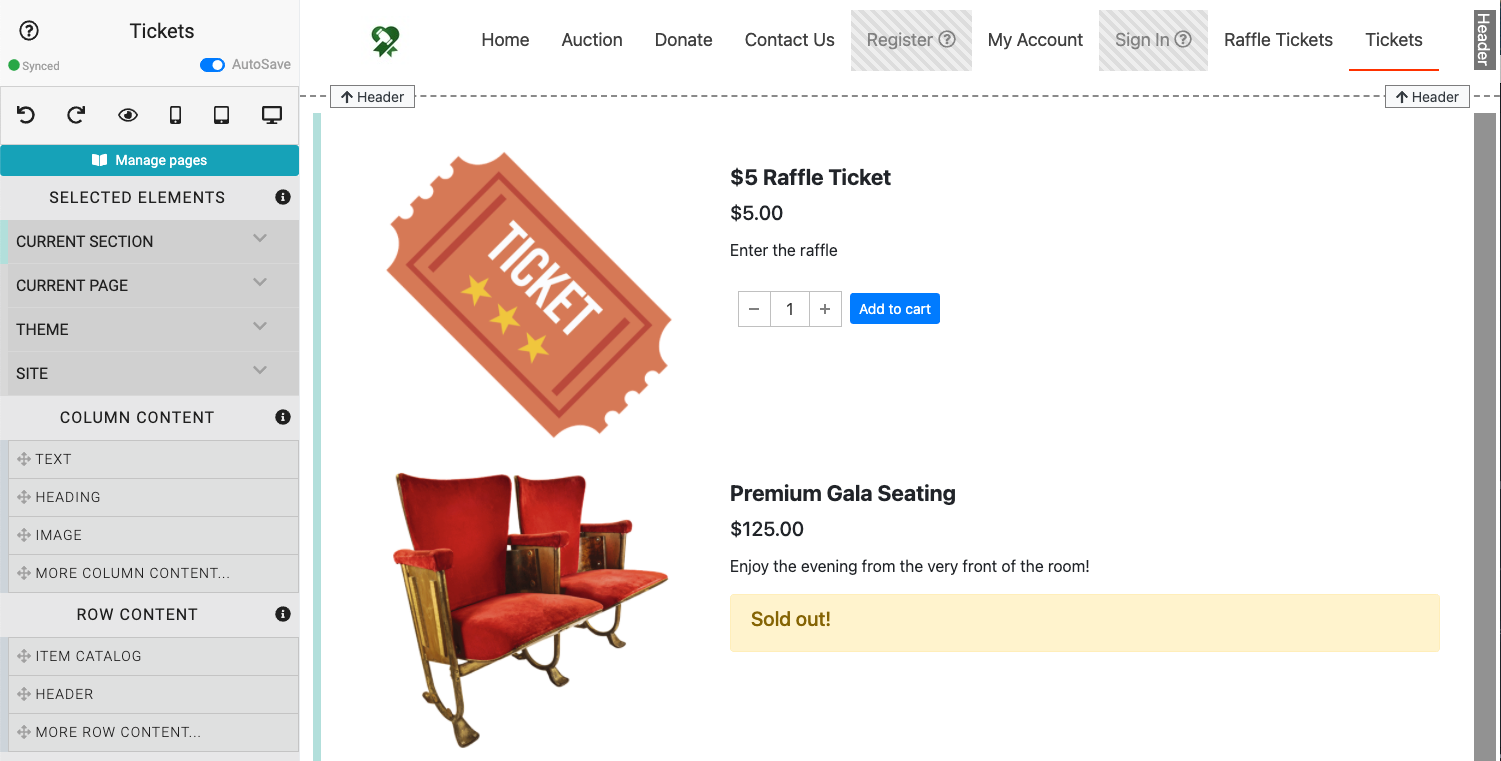 Tickets
Synced
AutoSave
Manage pages
SELECTED ELEMENTS
CURRENT SECTION
CURRENT PAGE
THEME
SITE
COLUMN CONTENT
TEXT
HEADING
IMAGE
MORE COLUMN CONTENT...
ROW CONTENT
ITEM CATALOG
HEADER
MORE ROW CONTENT...
Home Auction Donate Contact Us Register My Account Sign In Raffle Tickets Tickets
Header
Header
Header
TICKET
$5 Raffle Ticket
$5.00
Enter the raffle
− 1 + Add to cart
Premium Gala Seating
$125.00
Enjoy the evening from the very front of the room!
Sold out!